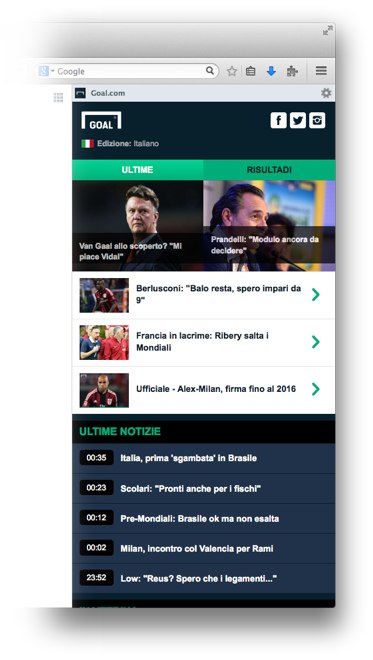 Google
Goal.com
GOAL
Edizione: Italiano
ULTIME
RISULTADI
Van Gaal allo scoperto? "Mi
piace Vidal"
Prandelli: "Modulo ancora da
decidere"
Berlusconi: "Balo resta, spero impari da
9"
Francia in lacrime: Ribery salta i
Mondiali
Ufficiale - Alex-Milan, firma fino al 2016
ULTIME NOTIZIE
00:35 Italia, prima 'sgambata' in Brasile
00:23 Scolari: "Pronti anche per i fischi"
00:12 Pre-Mondiali: Brasile ok ma non esalta
00:02 Milan, incontro col Valencia per Rami
23:52 Low: "Reus? Spero che i legamenti..."